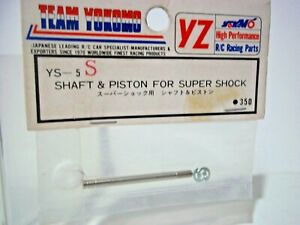 TEAM YOKOMO
JAPANESE LEADING R/C CAR SPECIALIST MANUFACTURERS &
EXPORTERS SINCE 1970 WORLDWIDE FINEST RACING PRODUCTS
YZ
High Performance
R/C Racing Parts
YS-5 S
SHAFT & PISTON FOR SUPER SHOCK
スーパーショック用 シャフト&ピストン
●350